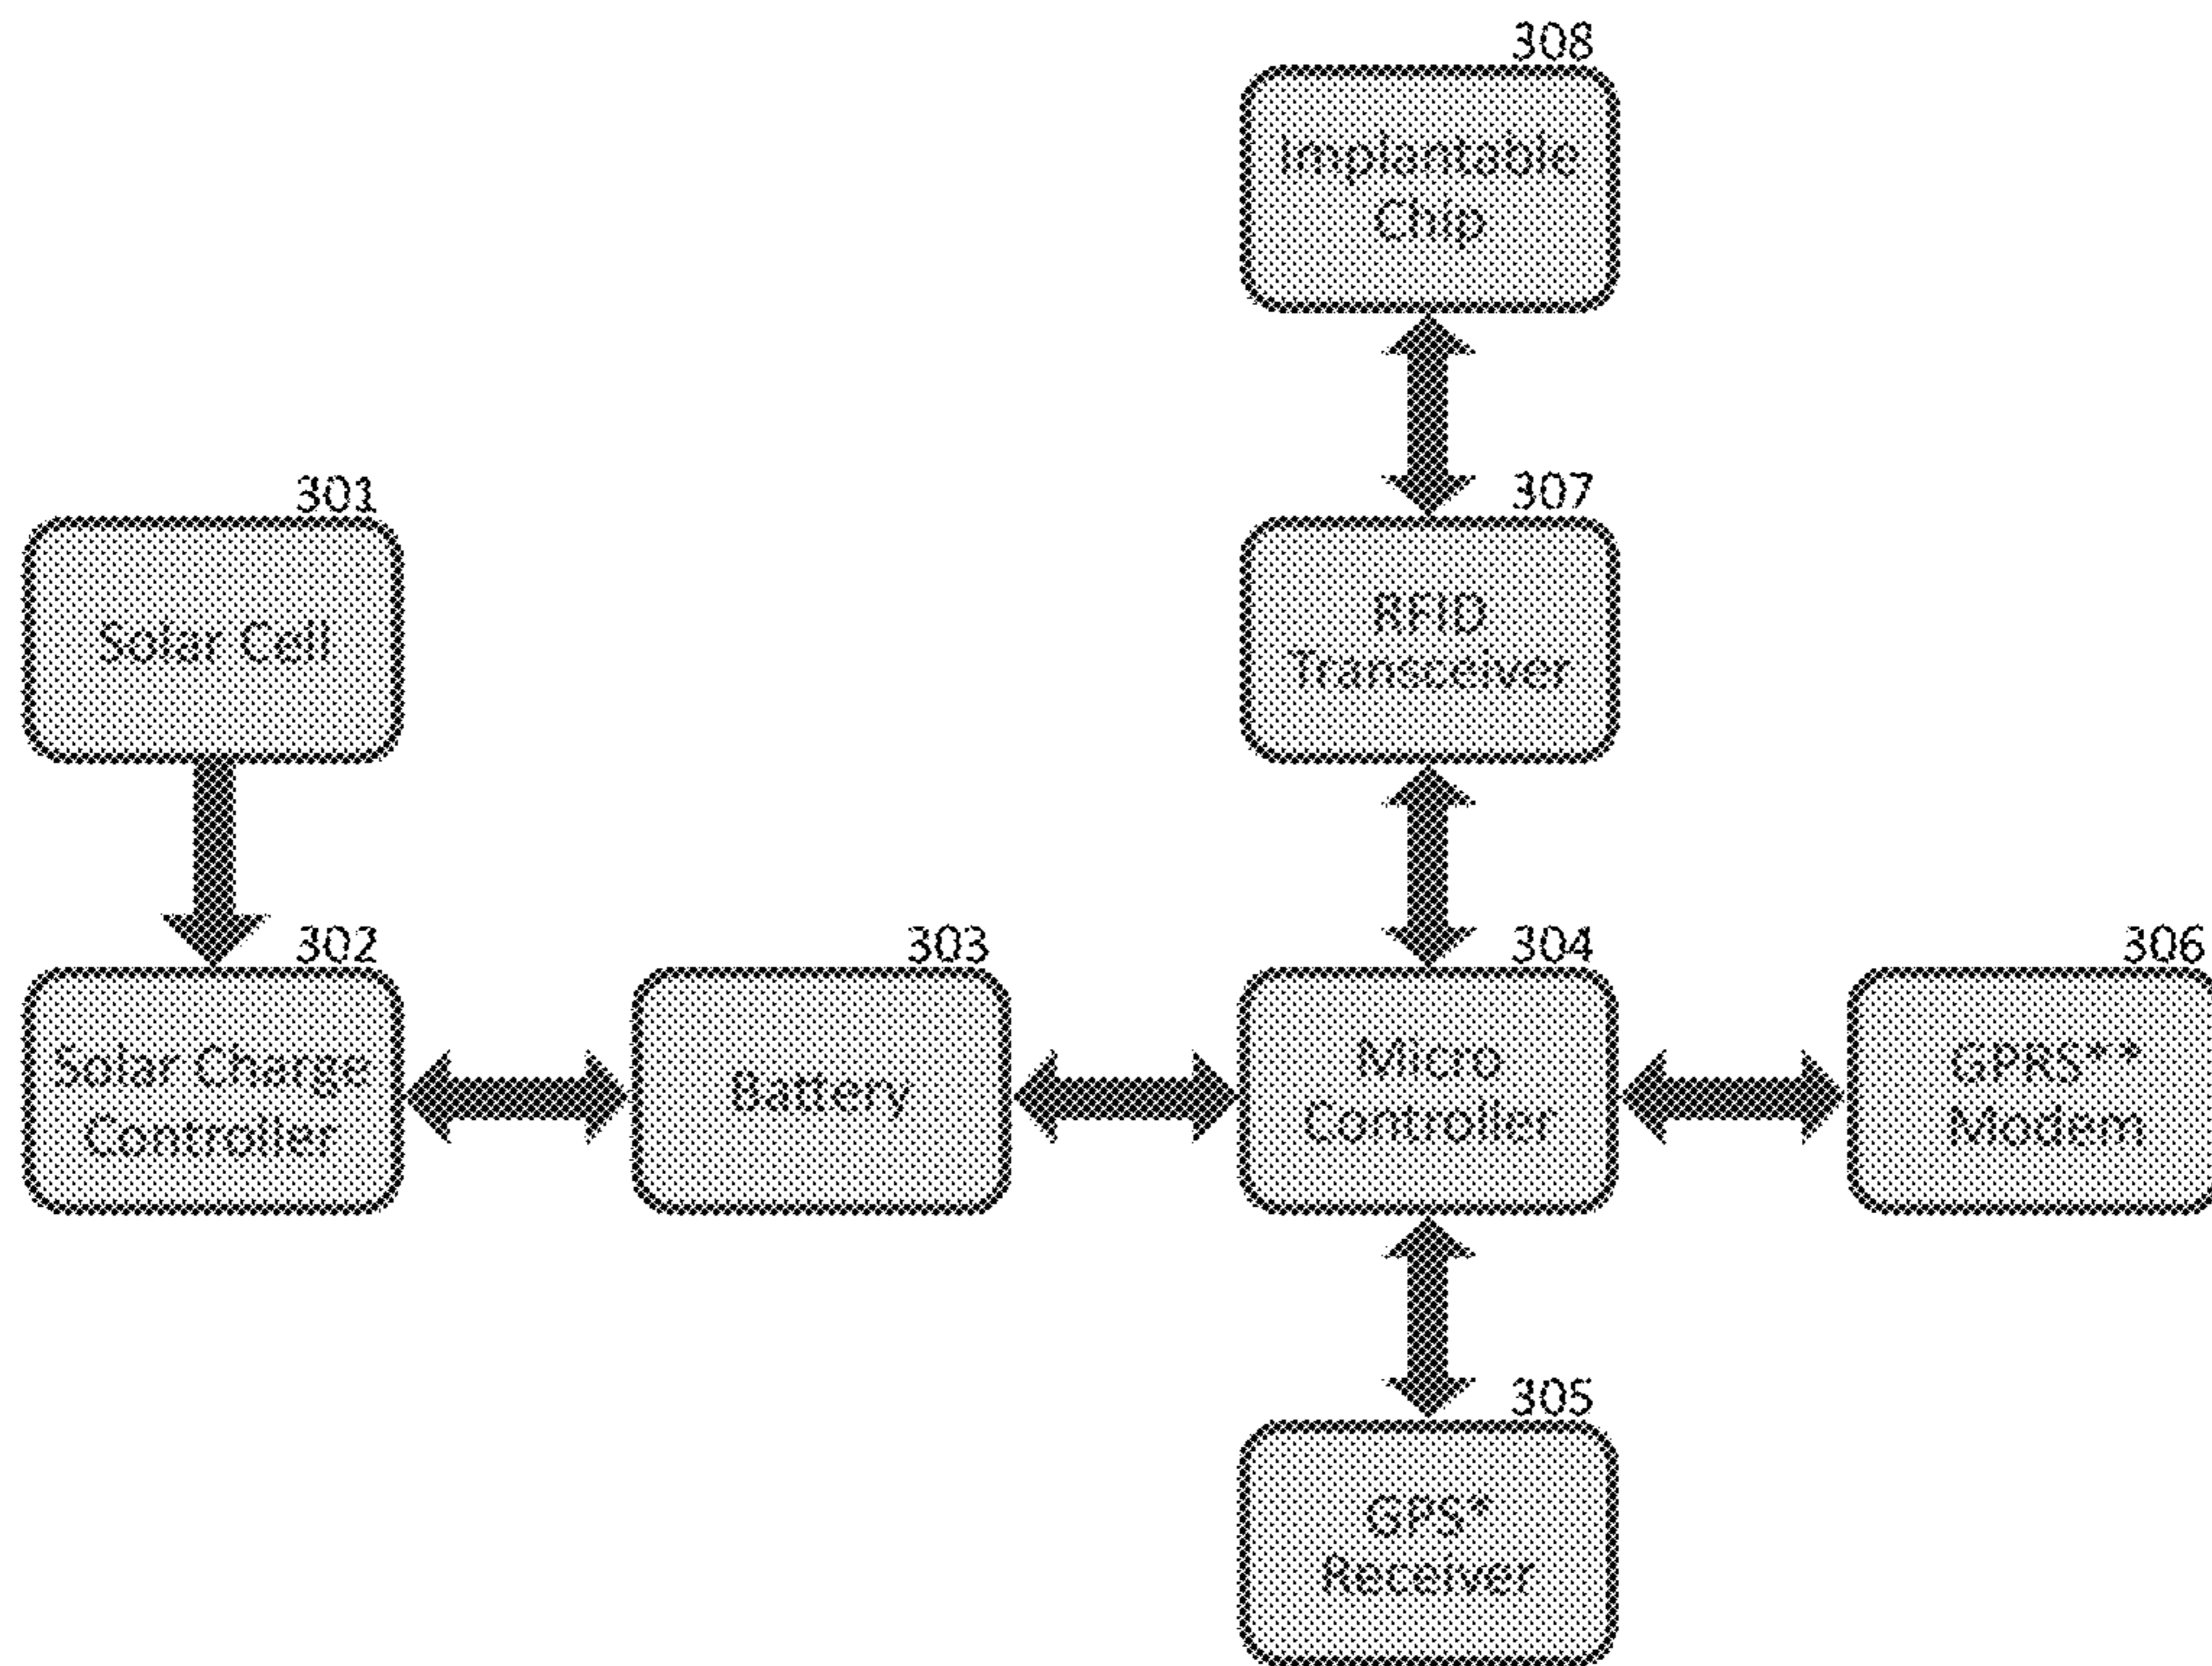 308
Implantable
Chip
301
Solar Cell
307
RFID
Transceiver
302
Solar Charge
Controller
303
Battery
304
Micro
Controller
306
GPRS**
Modem
305
GPS*
Receiver